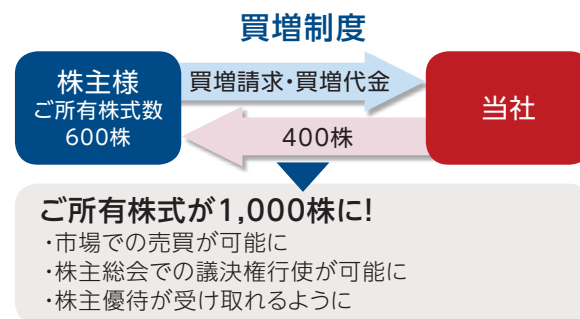 買増制度
株主様
ご所有株式数
600株
買増請求・買増代金
400株
当社
ご所有株式が1,000株に!
・市場での売買が可能に
・株主総会での議決権行使が可能に
・株主優待が受け取れるように